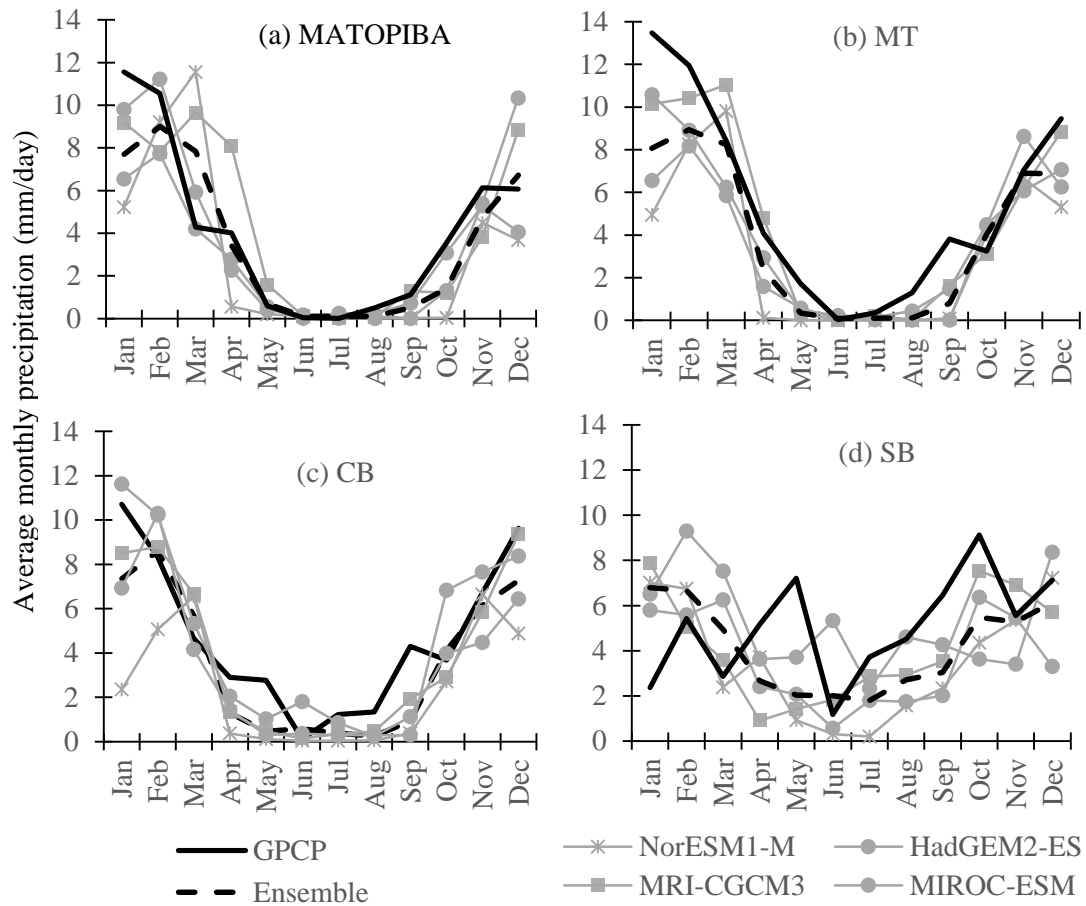 Average monthly precipitation (mm/day)
14
12
10
8
6
4
2
0
(a) MATOPIBA
Jan Feb Mar Apr May Jun Jul Aug Sep Oct Nov Dec
14
12
10
8
6
4
2
0
(b) MT
Jan Feb Mar Apr May Jun Jul Aug Sep Oct Nov Dec
14
12
10
8
6
4
2
0
(c) CB
Jan Feb Mar Apr May Jun Jul Aug Sep Oct Nov Dec
14
12
10
8
6
4
2
0
(d) SB
Jan Feb Mar Apr May Jun Jul Aug Sep Oct Nov Dec
GPCP
Ensemble
NorESM1-M
HadGEM2-ES
MRI-CGCM3
MIROC-ESM